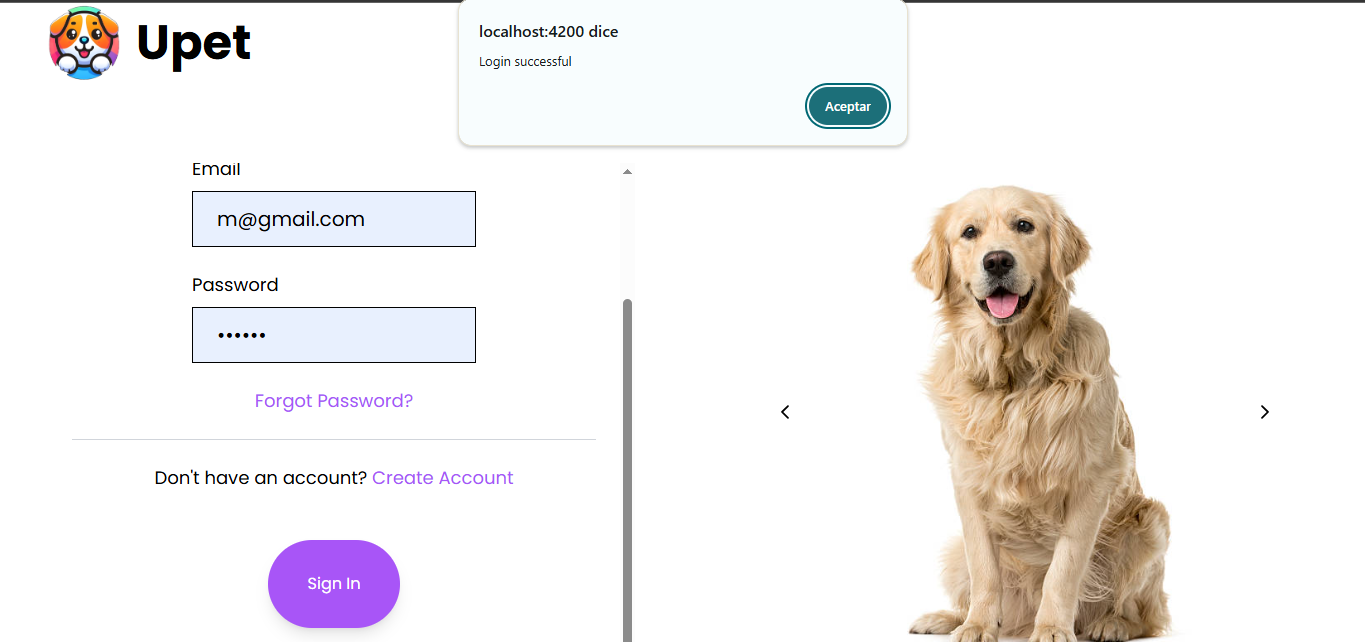 Upet
localhost:4200 dice
Login successful
Aceptar
Email
m@gmail.com
Password
••••••
Forgot Password?
Don't have an account? Create Account
Sign In